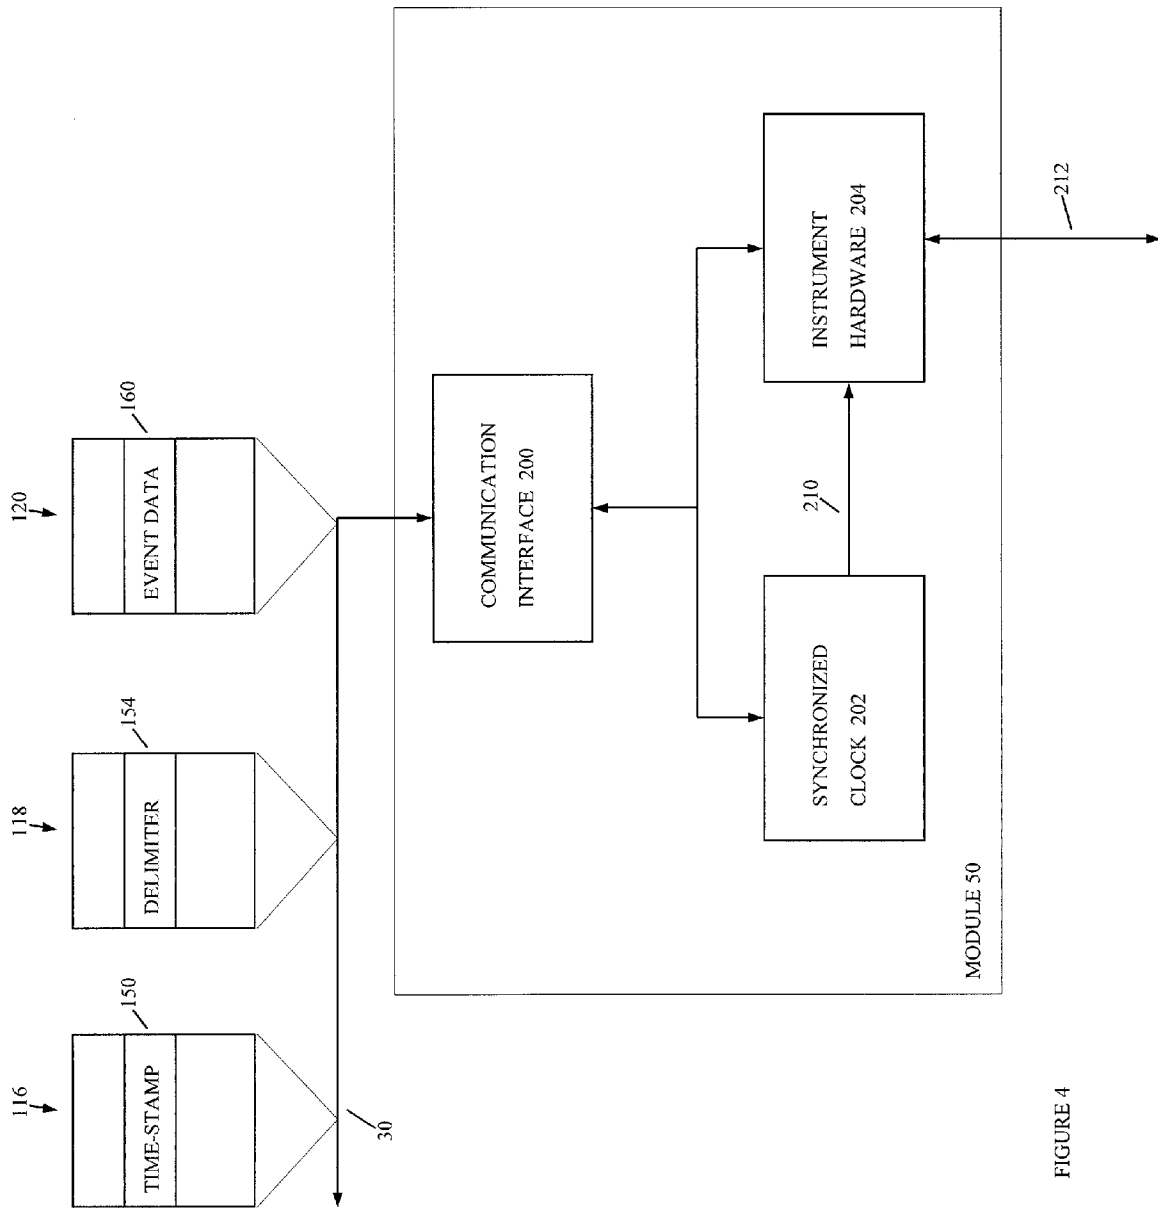 116
118
120
TIME-STAMP
150
DELIMITER
154
EVENT DATA
160
30
COMMUNICATION
INTERFACE 200
SYNCHRONIZED
CLOCK 202
210
INSTRUMENT
HARDWARE 204
MODULE 50
212
FIGURE 4